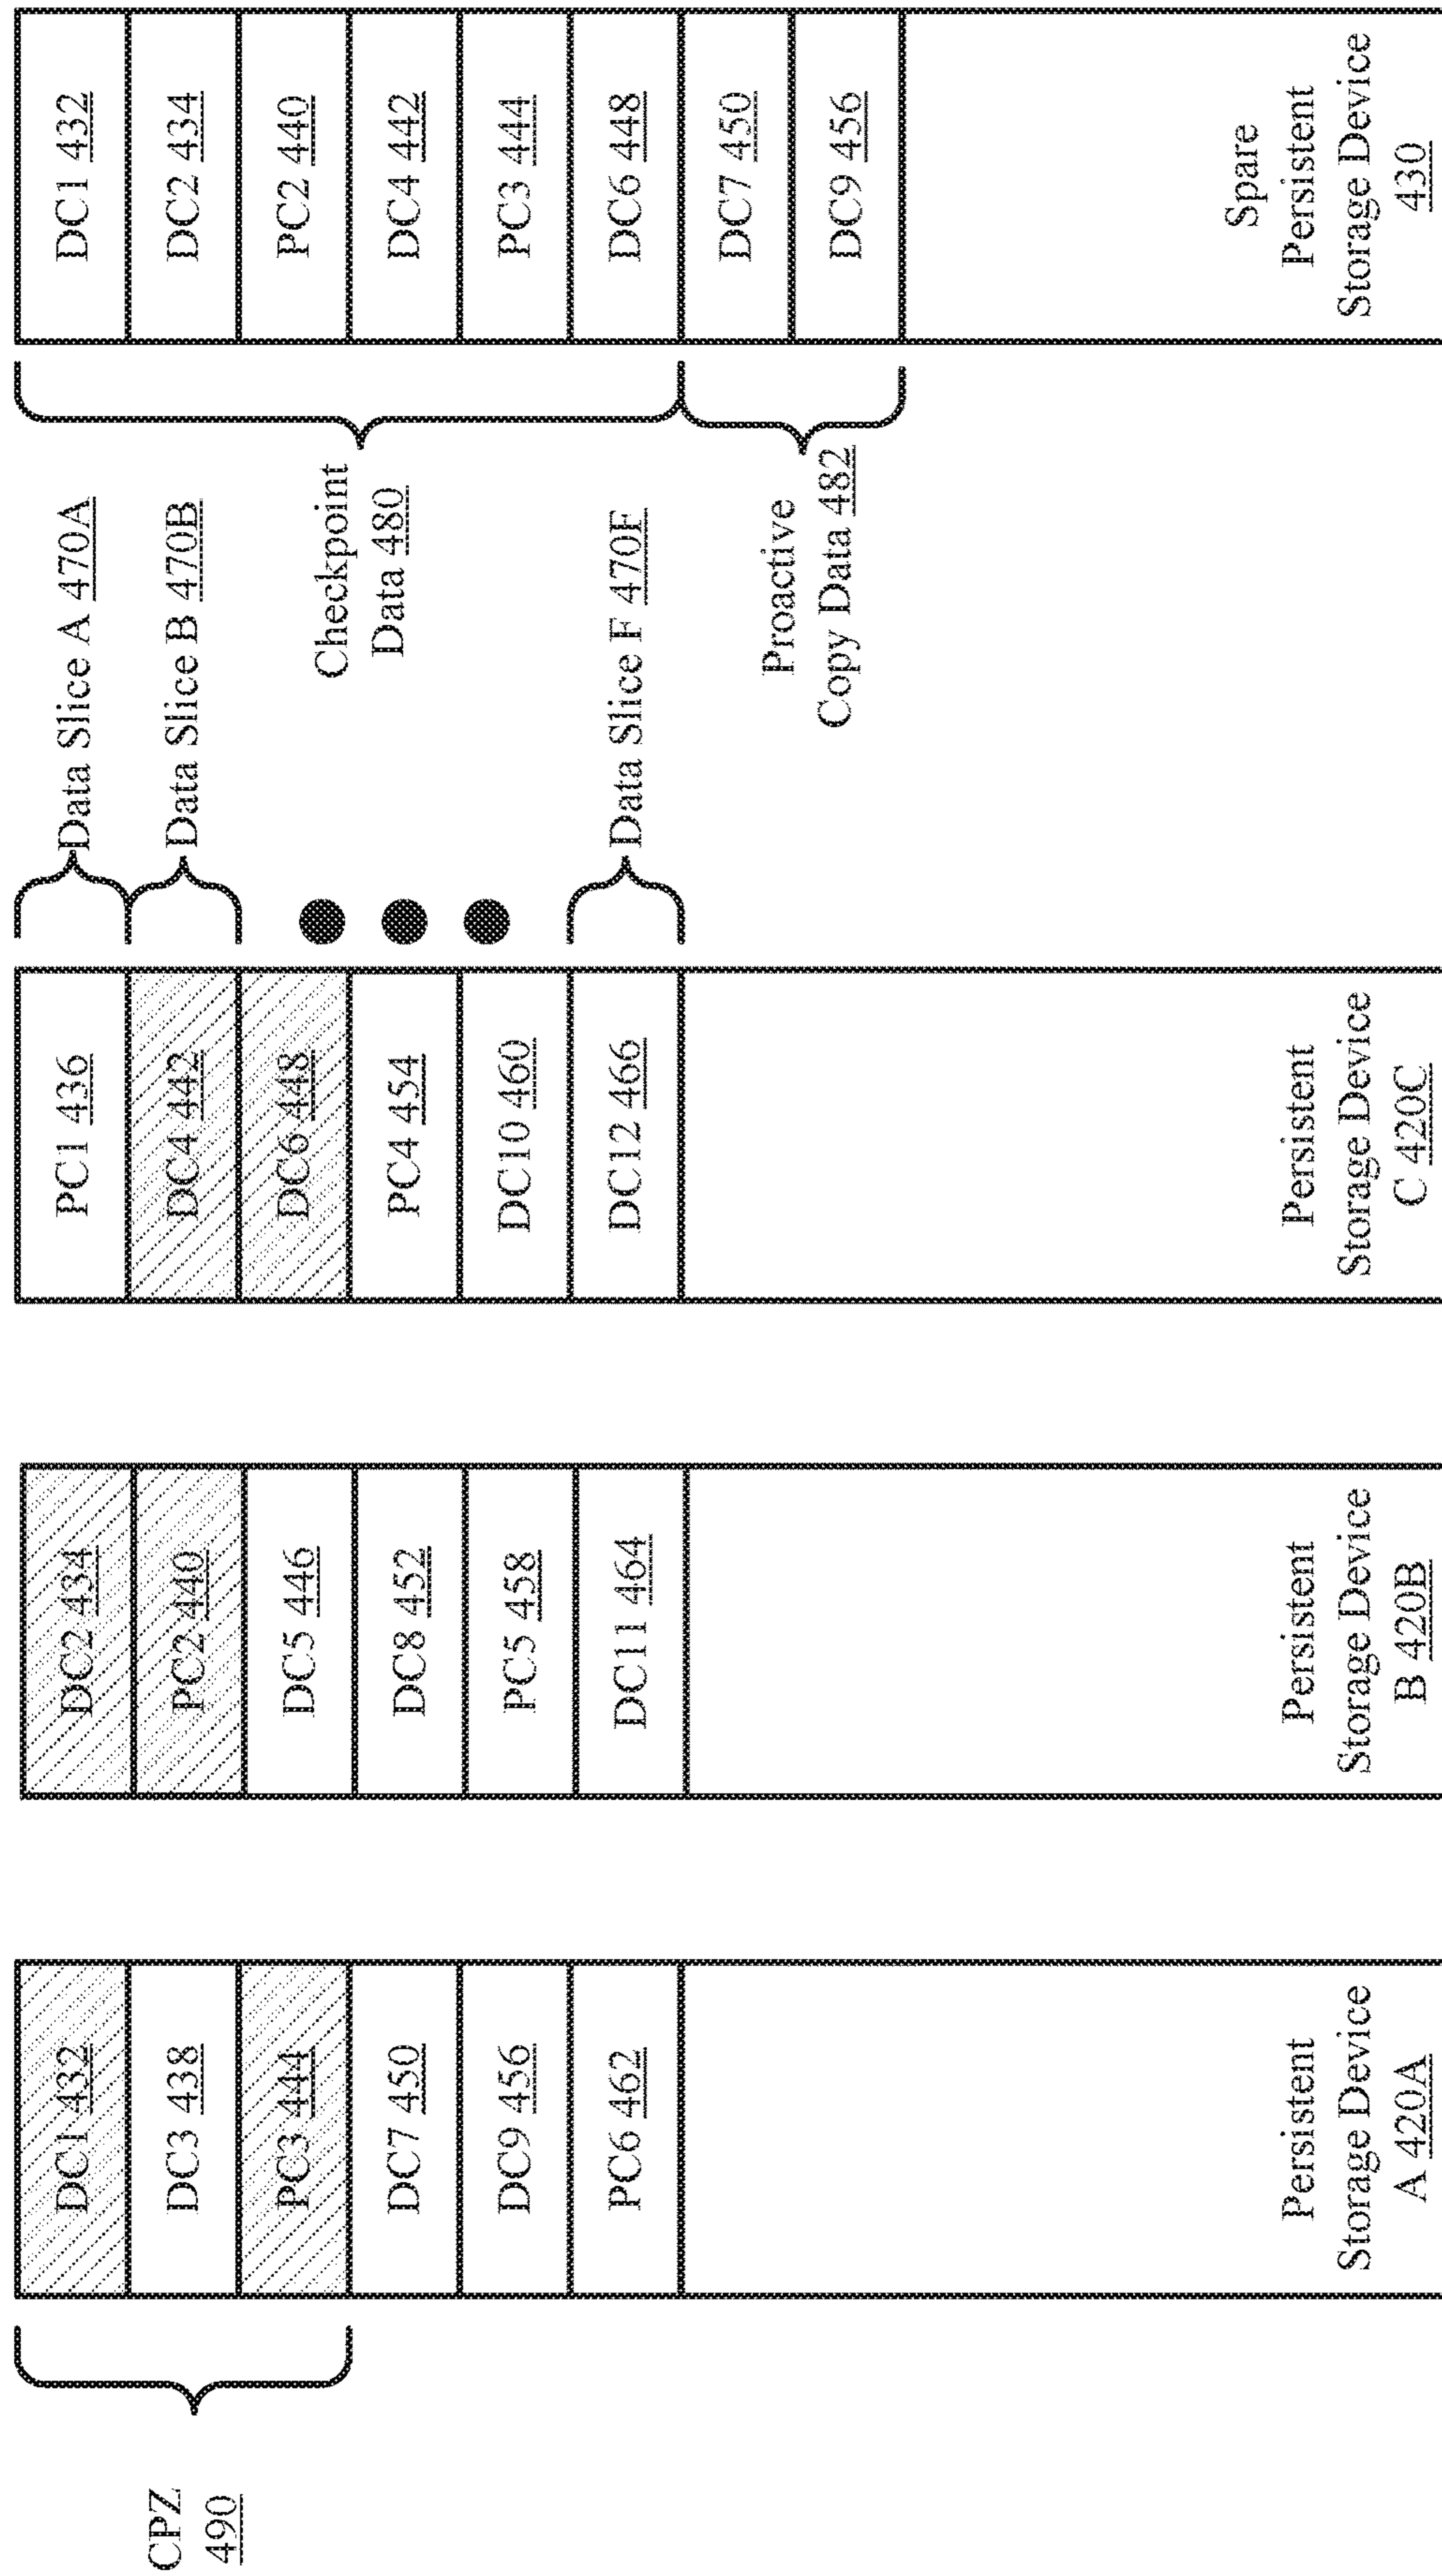 CPZ
490
DC1 432
DC3 438
PC3 444
DC7 450
DC9 456
PC6 462
Persistent
Storage Device
A 420A
DC2 434
PC2 440
DC5 446
DC8 452
PC5 458
DC11 464
Persistent
Storage Device
B 420B
PC1 436
DC4 442
DC6 448
PC4 454
DC10 460
DC12 466
Persistent
Storage Device
C 420C
Data Slice A 470A
Data Slice B 470B
Data Slice F 470F
Checkpoint
Data 480
Proactive
Copy Data 482
DC1 432
DC2 434
PC2 440
DC4 442
PC3 444
DC6 448
DC7 450
DC9 456
Spare
Persistent
Storage Device
430